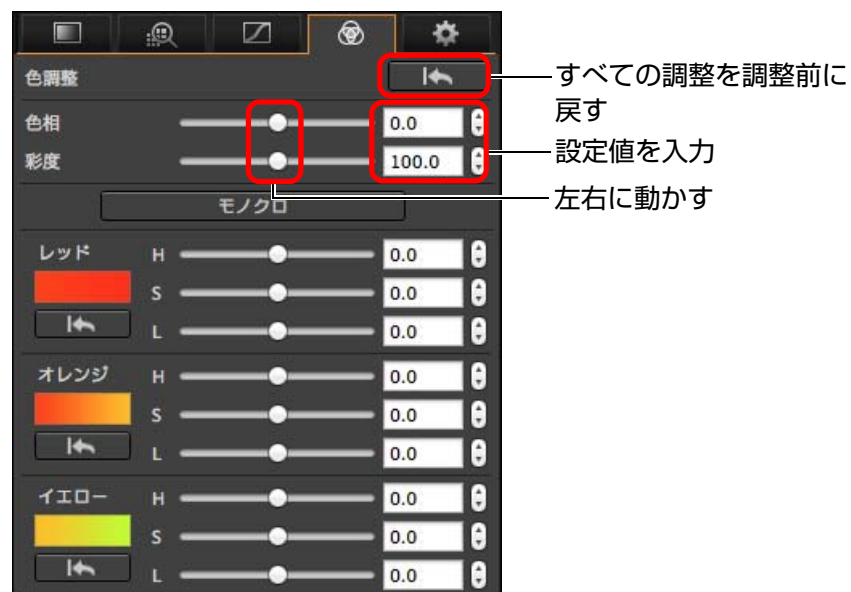 色調整
すべての調整を調整前に
戻す
色相 0.0
彩度 100.0
設定値を入力
左右に動かす
モノクロ
レッド H 0.0
S 0.0
L 0.0
オレンジ H 0.0
S 0.0
L 0.0
イエロー H 0.0
S 0.0
L 0.0